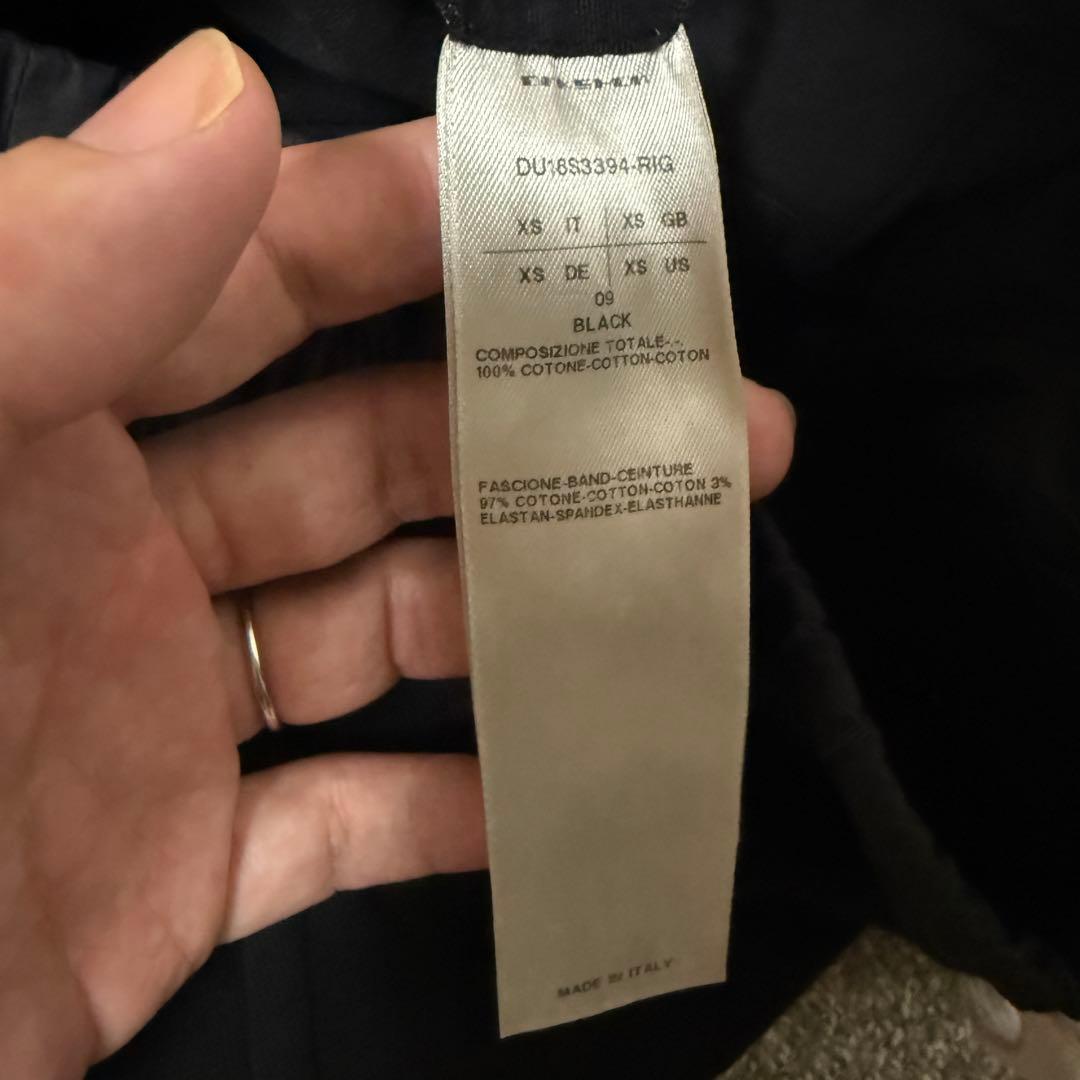 DU16S3394-RIG
XS IT XS GB
XS DE XS US
09
BLACK
COMPOSIZIONE TOTALE-.-.
100% COTONE-COTTON-COTON
FASCIONE-BAND-CEINTURE
97% COTONE-COTTON-COTON 3%
ELASTAN-SPANDEX-ELASTHANNE
MADE IN ITALY